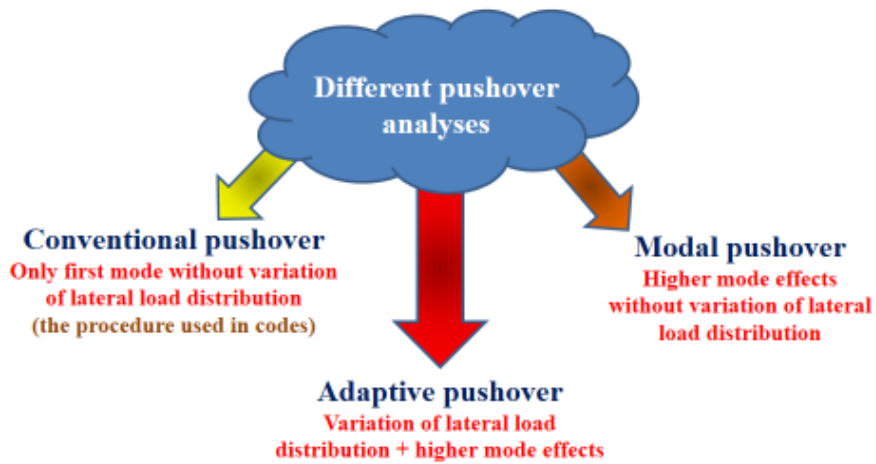 Different pushover
analyses
Conventional pushover
Only first mode without variation
of lateral load distribution
(the procedure used in codes)
Modal pushover
Higher mode effects
without variation of lateral
load distribution
Adaptive pushover
Variation of lateral load
distribution + higher mode effects